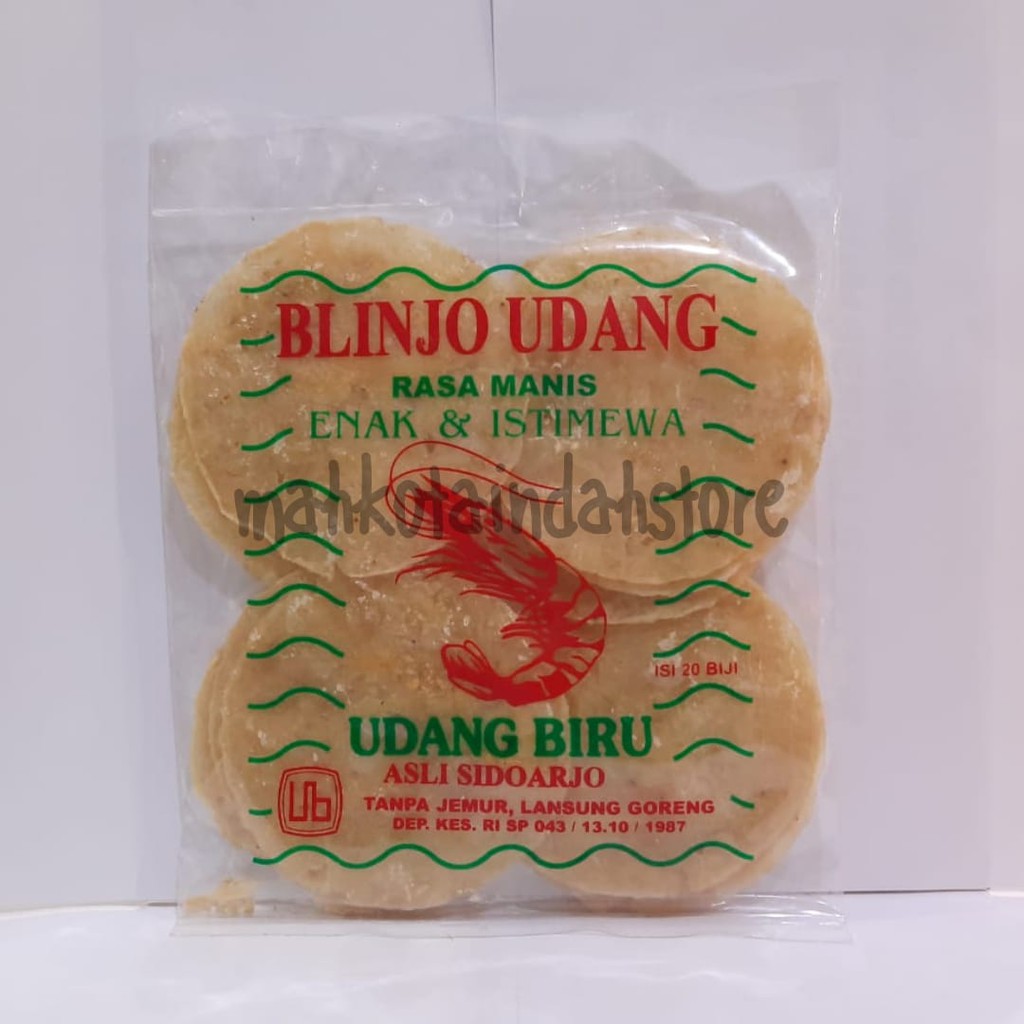 BLINJO UDANG
RASA MANIS
ENAK & ISTIMEWA
mahkotaindahstore
ISI 20 BIJI
UDANG BIRU
ASLI SIDOARJO
Ub
TANPA JEMUR, LANSUNG GORENG
DEP. KES. RI SP 043 / 13.10 / 1987